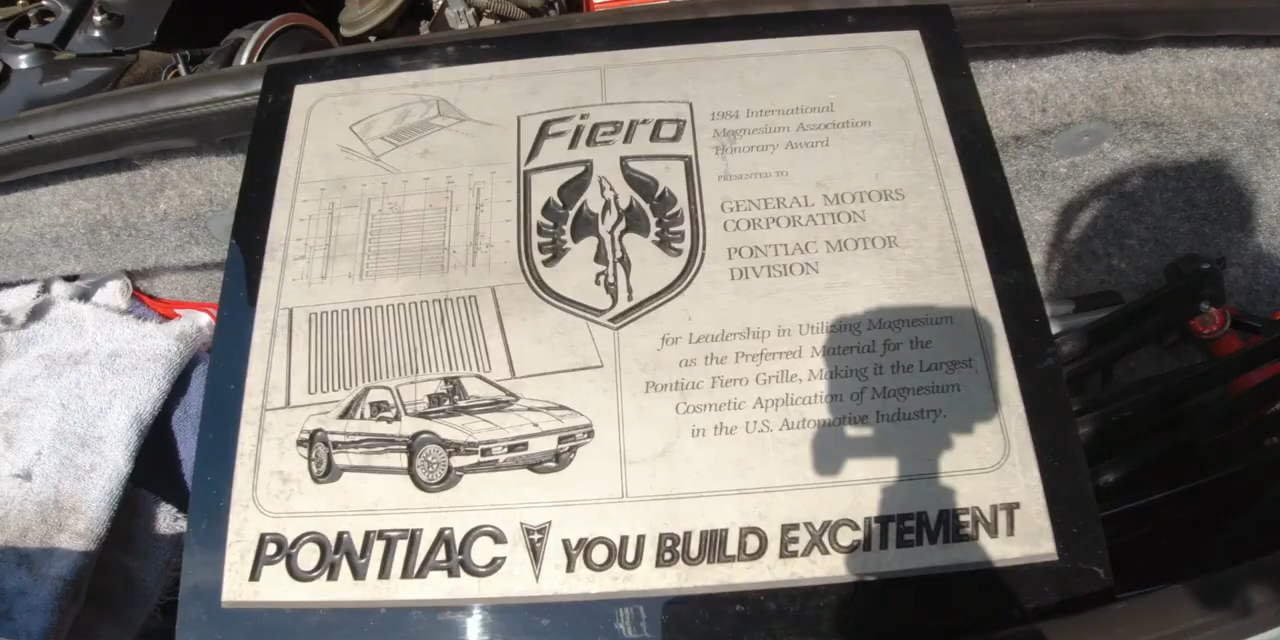 Fiero
1984 International
Magnesium Association
Honorary Award
PRESENTED TO
GENERAL MOTORS
CORPORATION
PONTIAC MOTOR
DIVISION
for Leadership in Utilizing Magnesium
as the Preferred Material for the
Pontiac Fiero Grille, Making it the Largest
Cosmetic Application of Magnesium
in the U.S. Automotive Industry.
PONTIAC YOU BUILD EXCITEMENT